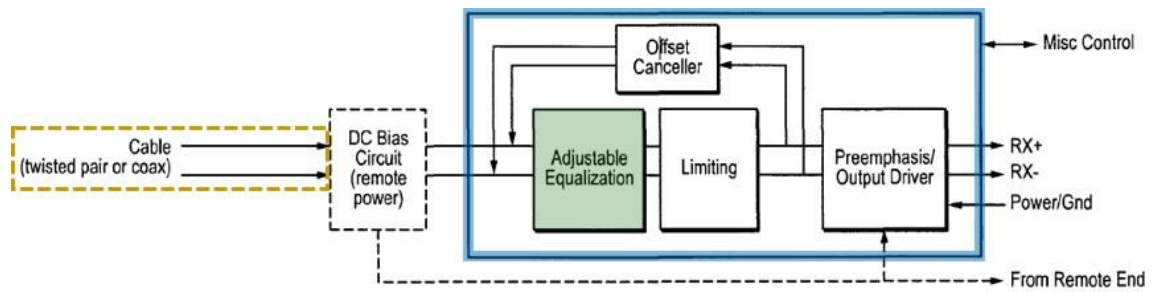 Offset
Canceller
Misc Control
Cable
(twisted pair or coax)
DC Bias
Circuit
(remote
power)
Adjustable
Equalization
Limiting
Preemphasis/
Output Driver
RX+
RX-
Power/Gnd
From Remote End